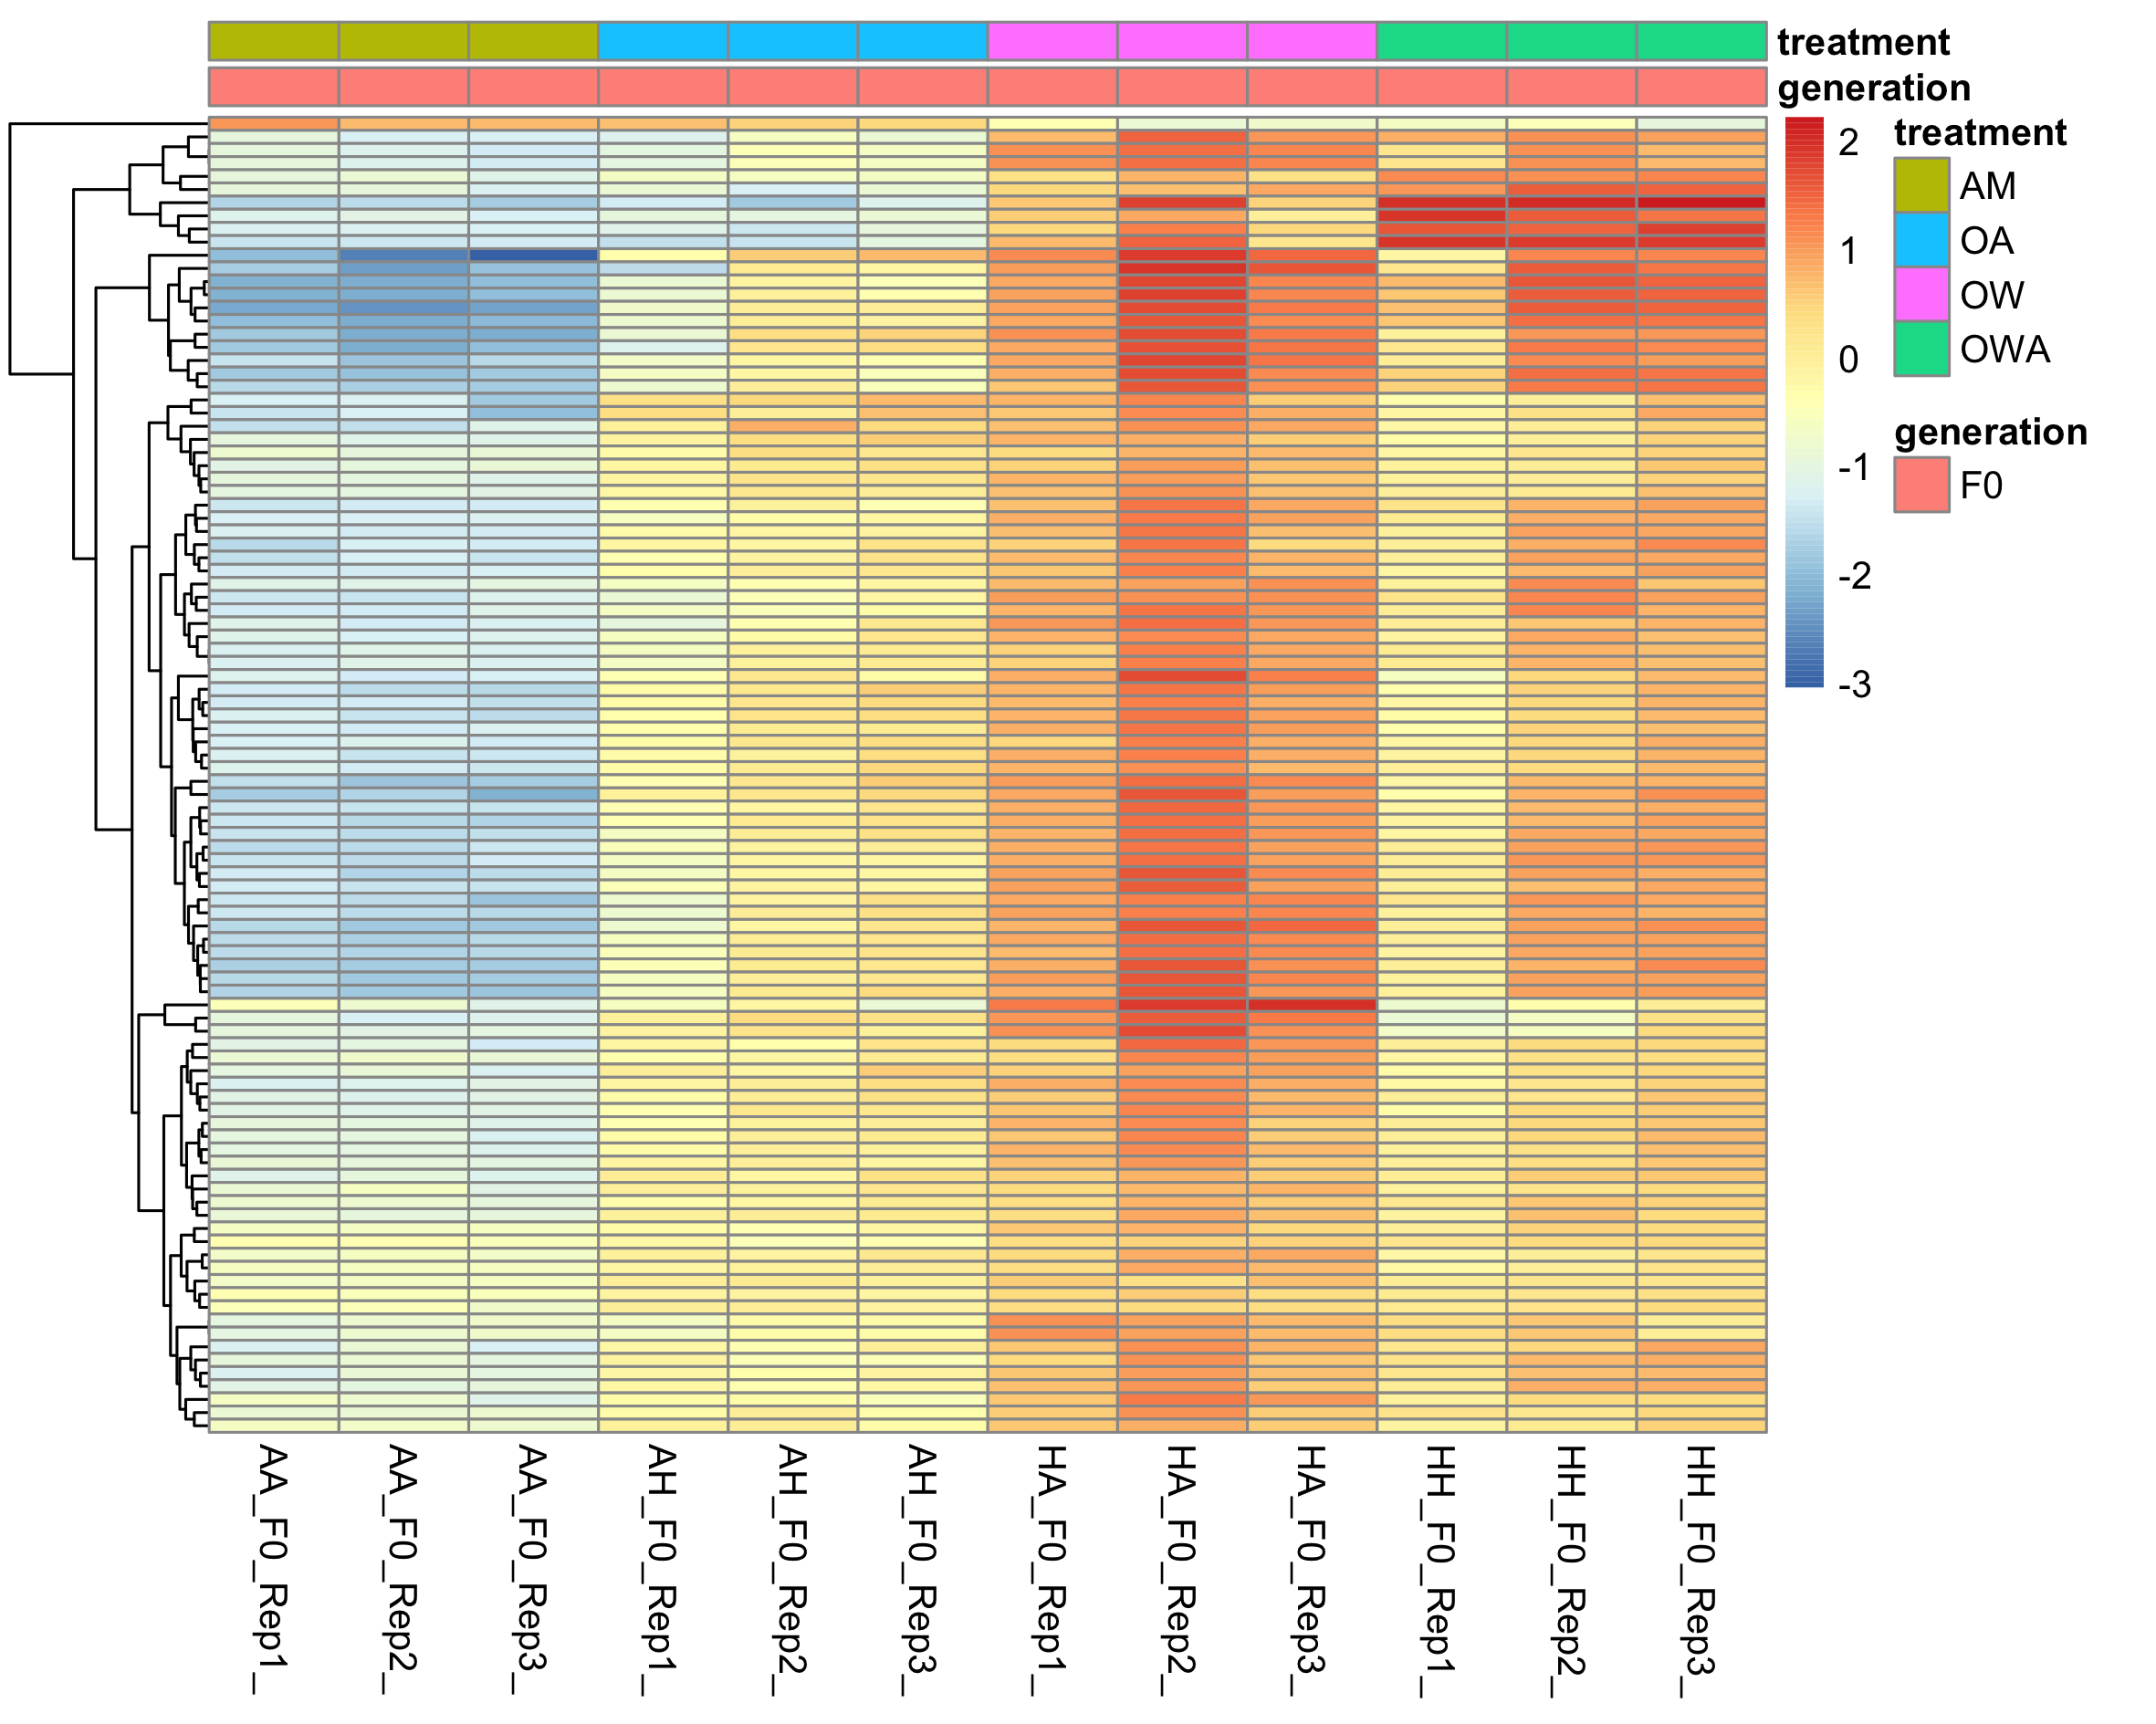 treatment
generation
2
1
0
-1
-2
-3
treatment
AM
OA
OW
OWA
generation
F0
AA_F0_Rep1_
AA_F0_Rep2_
AA_F0_Rep3_
AH_F0_Rep1_
AH_F0_Rep2_
AH_F0_Rep3_
HA_F0_Rep1_
HA_F0_Rep2_
HA_F0_Rep3_
HH_F0_Rep1_
HH_F0_Rep2_
HH_F0_Rep3_